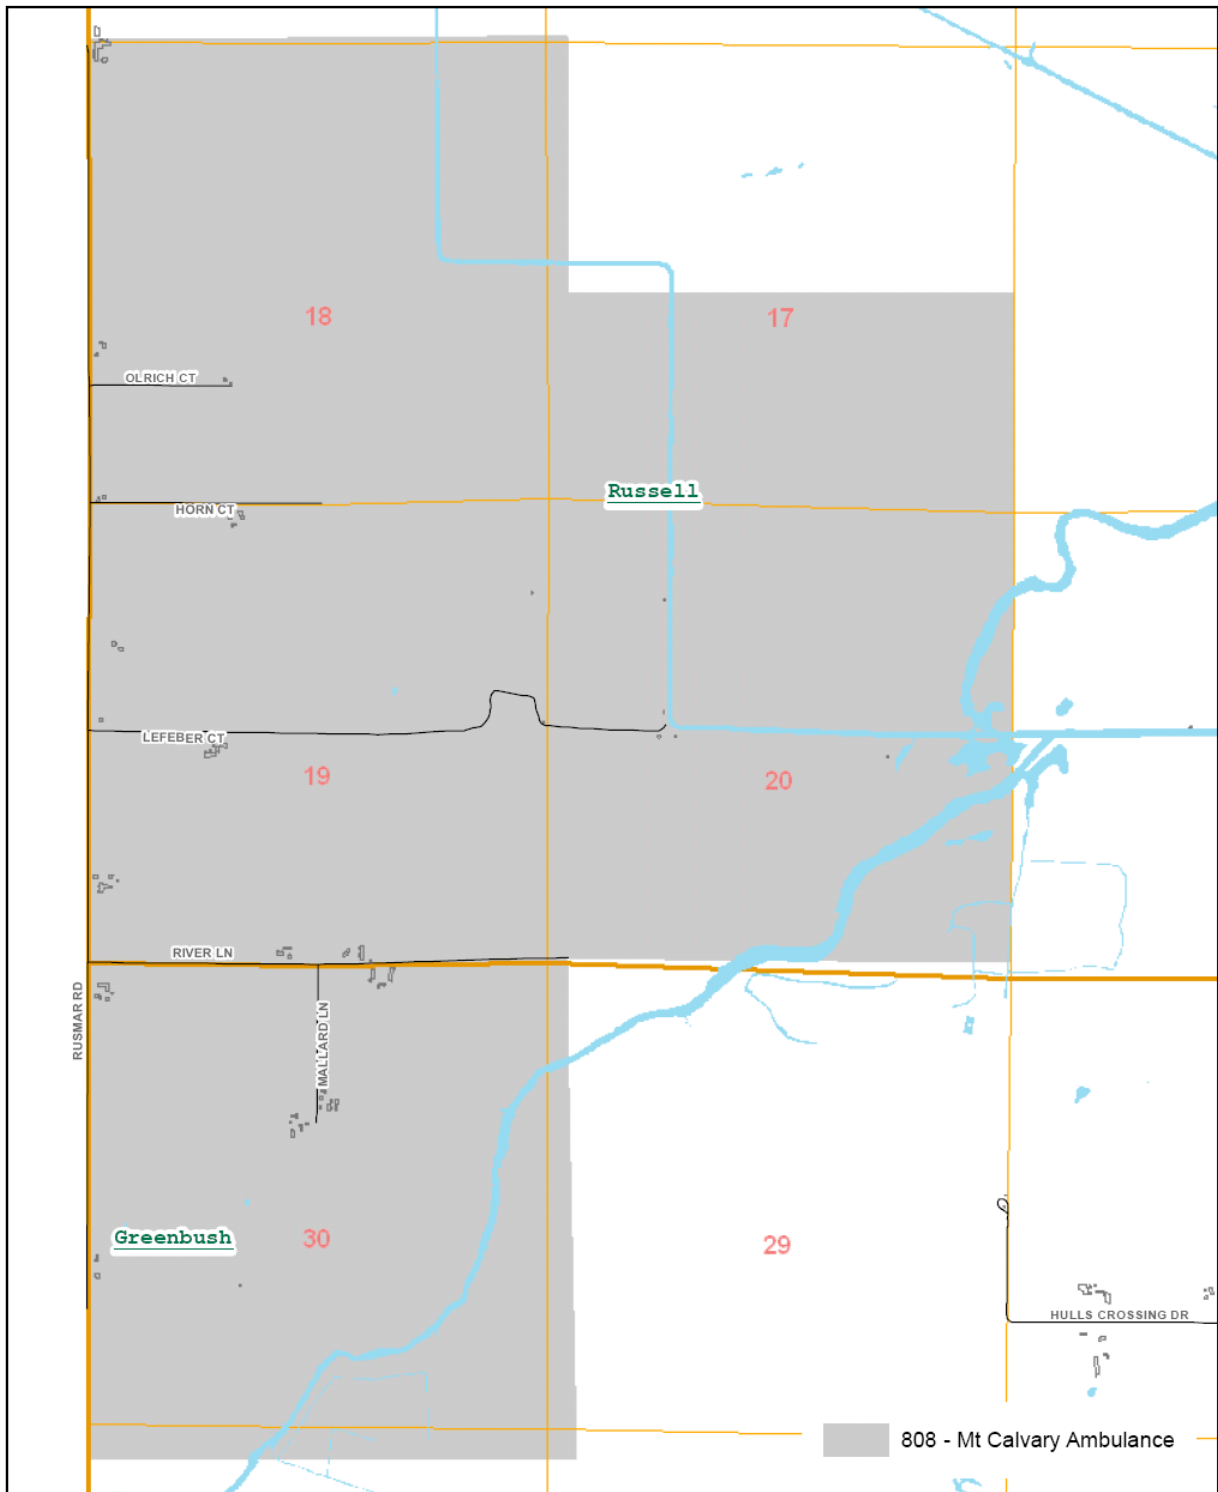 18
17
OLRICH CT
Russell
HORN CT
LEFEBER CT
19
20
RIVER LN
RUSMAR RD
MALLARD LN
Greenbush
30
29
HULLS CROSSING DR
808 - Mt Calvary Ambulance